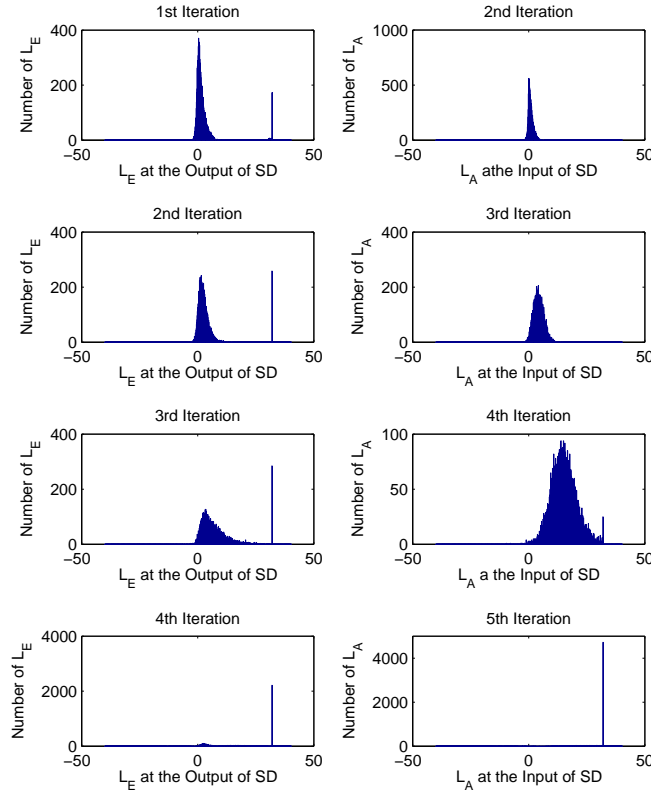 1st Iteration
400
200
0
Number of L_E
−50 0 50
L_E at the Output of SD
2nd Iteration
1000
500
0
Number of L_A
−50 0 50
L_A athe Input of SD
2nd Iteration
400
200
0
Number of L_E
−50 0 50
L_E at the Output of SD
3rd Iteration
400
200
0
Number of L_A
−50 0 50
L_A at the Input of SD
3rd Iteration
400
200
0
Number of L_E
−50 0 50
L_E at the Output of SD
4th Iteration
100
50
0
Number of L_A
−50 0 50
L_A a the Input of SD
4th Iteration
4000
2000
0
Number of L_E
−50 0 50
L_E at the Output of SD
5th Iteration
4000
2000
0
Number of L_A
−50 0 50
L_A at the Input of SD